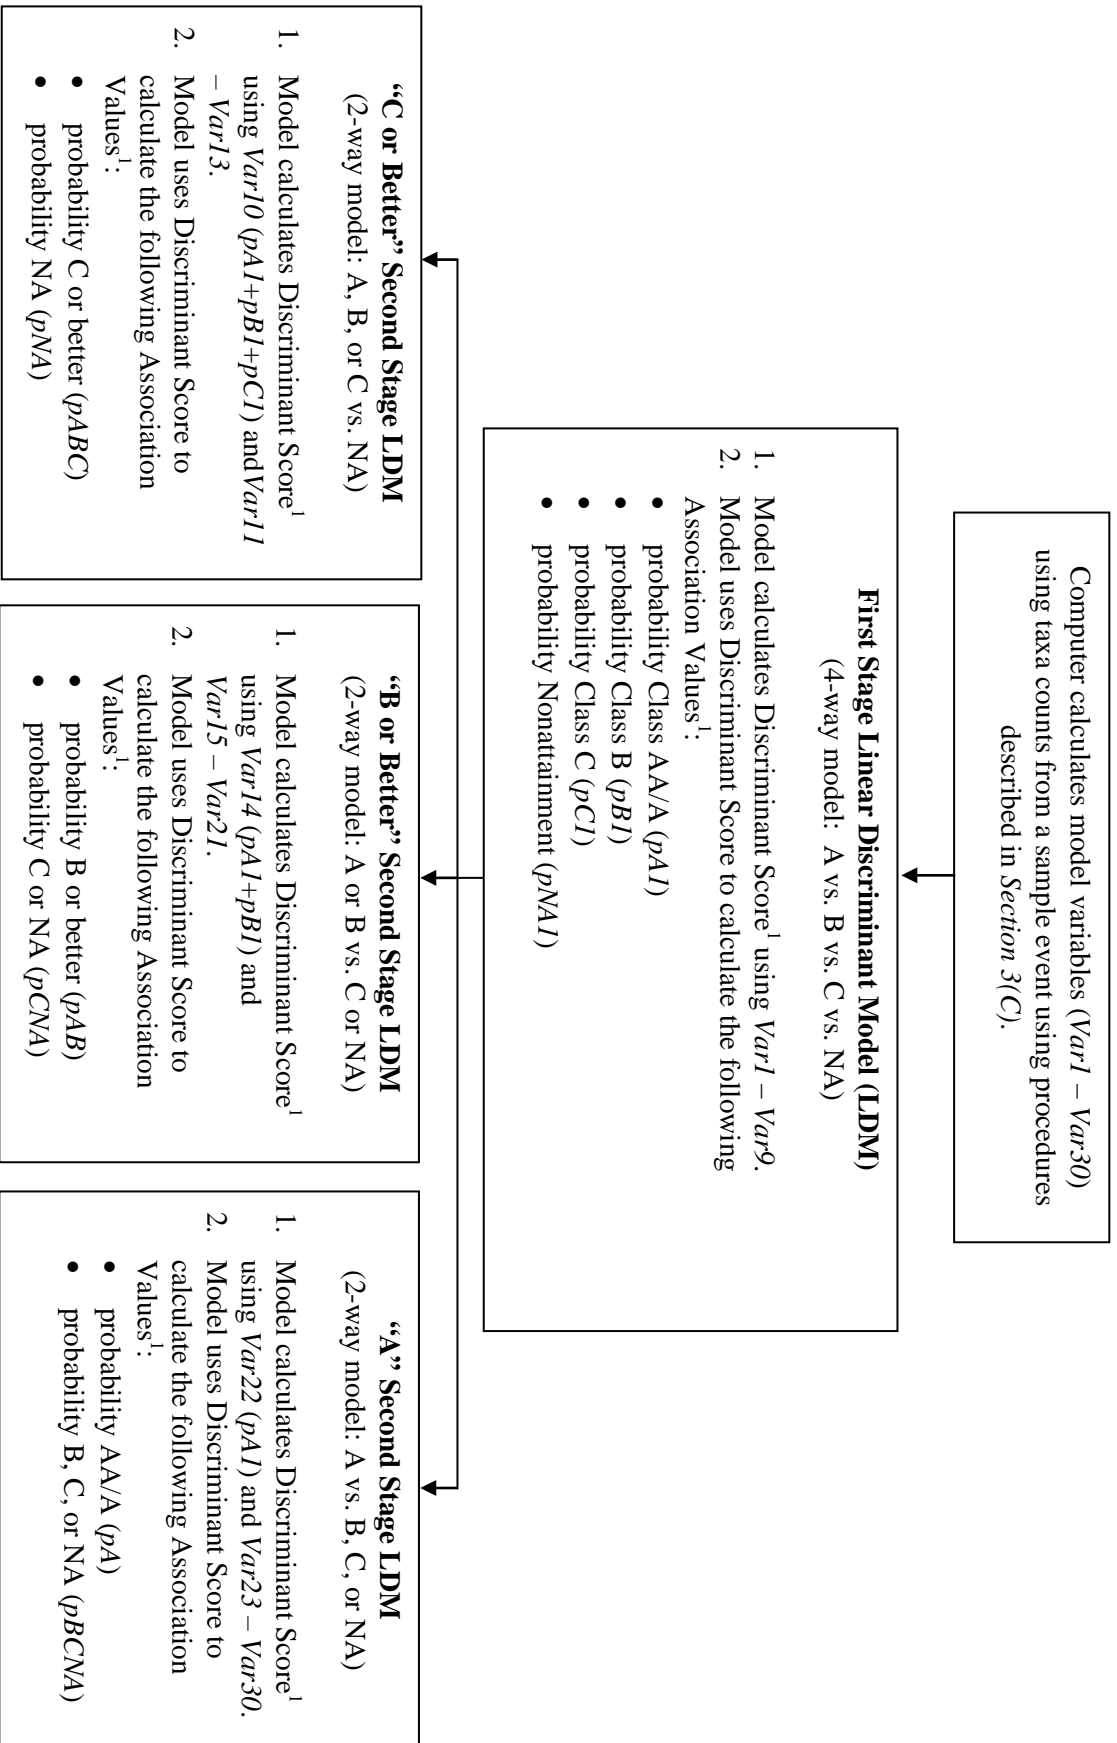 Computer calculates model variables (Var1 – Var30)
using taxa counts from a sample event using procedures
described in Section 3(C).
First Stage Linear Discriminant Model (LDM)
(4-way model: A vs. B vs. C vs. NA)
1. Model calculates Discriminant Score¹ using Var1 – Var9.
2. Model uses Discriminant Score to calculate the following
Association Values¹:
• probability Class AA/A (pA1)
• probability Class B (pB1)
• probability Class C (pC1)
• probability Nonattainment (pNA1)
“C or Better” Second Stage LDM
(2-way model: A, B, or C vs. NA)
1. Model calculates Discriminant Score¹
using Var10 (pA1+pB1+pC1) andVar11
– Var13.
2. Model uses Discriminant Score to
calculate the following Association
Values¹:
• probability C or better (pABC)
• probability NA (pNA)
“B or Better” Second Stage LDM
(2-way model: A or B vs. C or NA)
1. Model calculates Discriminant Score¹
using Var14 (pA1+pB1) and
Var15 – Var21.
2. Model uses Discriminant Score to
calculate the following Association
Values¹:
• probability B or better (pAB)
• probability C or NA (pCNA)
“A” Second Stage LDM
(2-way model: A vs. B, C, or NA)
1. Model calculates Discriminant Score¹
using Var22 (pA1) and Var23 – Var30.
2. Model uses Discriminant Score to
calculate the following Association
Values¹:
• probability AA/A (pA)
• probability B, C, or NA (pBCNA)